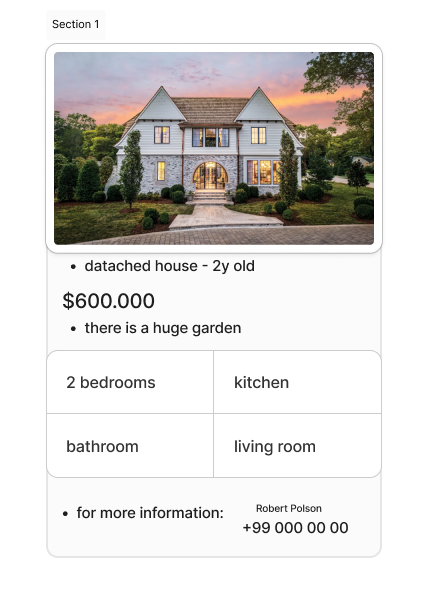 Section 1
• datached house - 2y old
$600.000
• there is a huge garden
2 bedrooms
kitchen
bathroom
living room
• for more information:
Robert Polson
+99 000 00 00